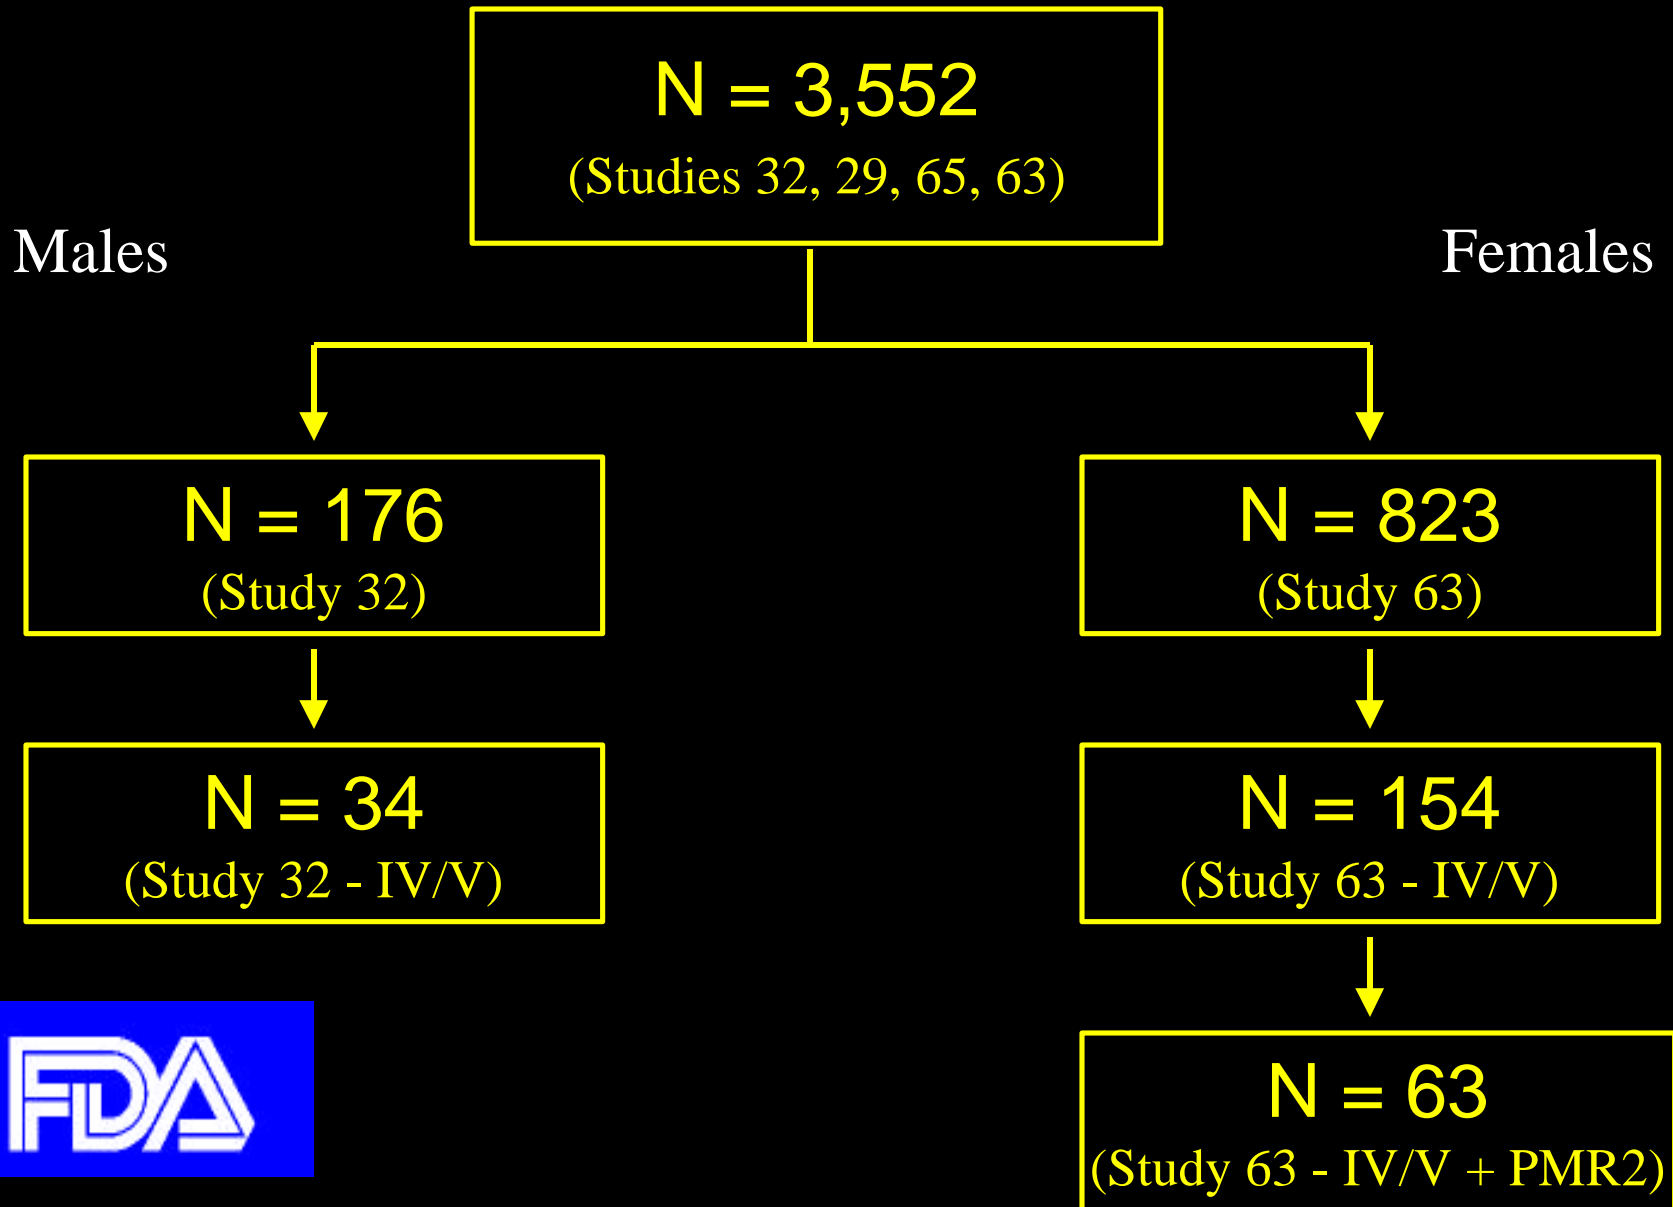 N = 3,552
(Studies 32, 29, 65, 63)
Males
Females
N = 176
(Study 32)
N = 823
(Study 63)
N = 34
(Study 32 - IV/V)
N = 154
(Study 63 - IV/V)
FDA
N = 63
(Study 63 - IV/V + PMR2)